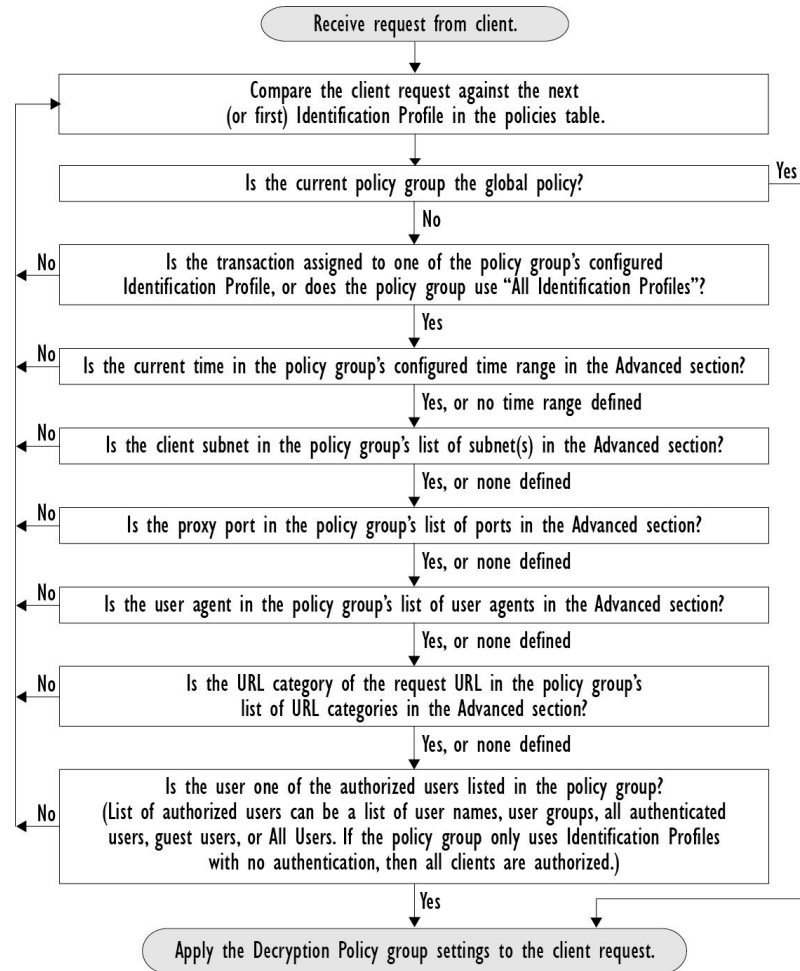 Receive request from client.
Compare the client request against the next
(or first) Identification Profile in the policies table.
Is the current policy group the global policy?
Yes
No
Is the transaction assigned to one of the policy group's configured
Identification Profile, or does the policy group use “All Identification Profiles”?
No
Yes
Is the current time in the policy group's configured time range in the Advanced section?
No
Yes, or no time range defined
Is the client subnet in the policy group's list of subnet(s) in the Advanced section?
No
Yes, or none defined
Is the proxy port in the policy group's list of ports in the Advanced section?
No
Yes, or none defined
Is the user agent in the policy group's list of user agents in the Advanced section?
No
Yes, or none defined
Is the URL category of the request URL in the policy group's
list of URL categories in the Advanced section?
No
Yes, or none defined
Is the user one of the authorized users listed in the policy group?
(List of authorized users can be a list of user names, user groups, all authenticated
users, guest users, or All Users. If the policy group only uses Identification Profiles
with no authentication, then all clients are authorized.)
No
Yes
Apply the Decryption Policy group settings to the client request.